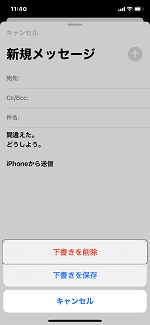 11:40
キャンセル
新規メッセージ
宛先:
Cc/Bcc:
件名:
間違えた。
どうしよう。
iPhoneから送信
下書きを削除
下書きを保存
キャンセル